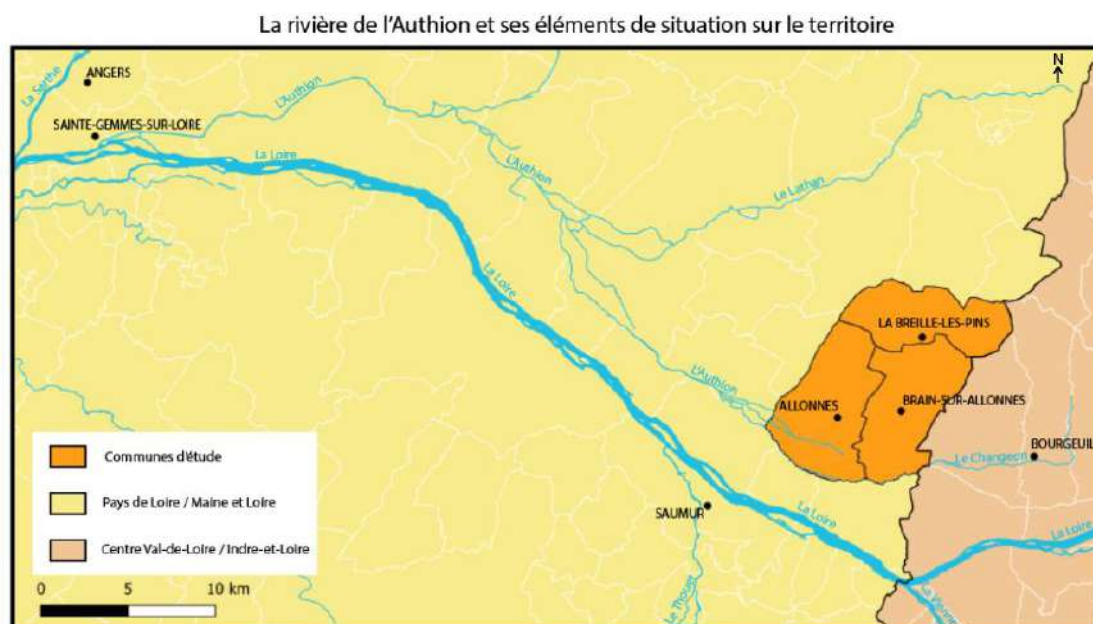 La rivière de l'Authion et ses éléments de situation sur le territoire
N
ANGERS
La Sarthe
L'Authion
SAINTE-GEMMES-SUR-LOIRE
La Loire
L'Authion
Le Lathan
La Loire
LA BREILLE-LES-PINS
L'Authion
ALLONNES
BRAIN-SUR-ALLONNES
BOURGEUIL
Le Changeon
SAUMUR
La Loire
La Loire
Le Thouet
La Vienne
Communes d'étude
Pays de Loire / Maine et Loire
Centre Val-de-Loire / Indre-et-Loire
0 5 10 km